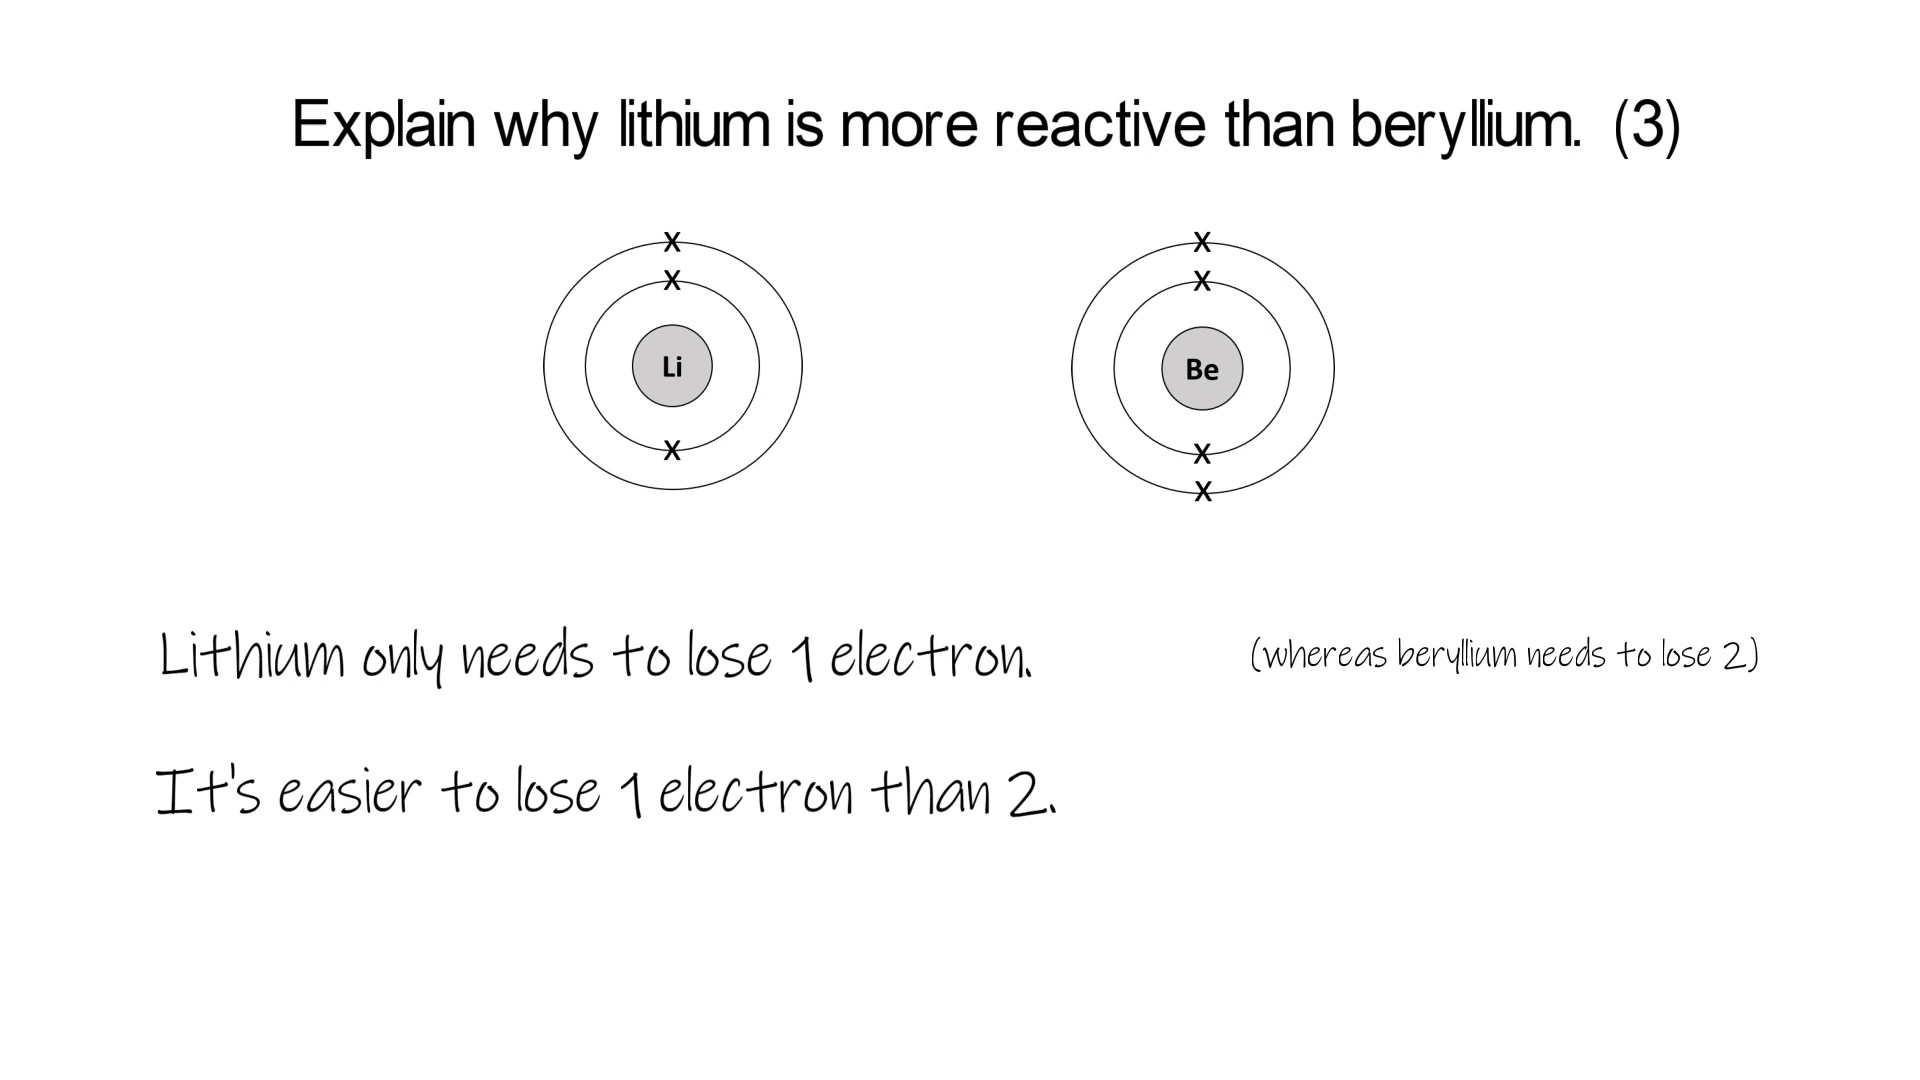 Explain why lithium is more reactive than beryllium. (3)
x x
x x
Li Be
x x
x
Lithium only needs to lose 1 electron. (whereas beryllium needs to lose 2)
It's easier to lose 1 electron than 2.